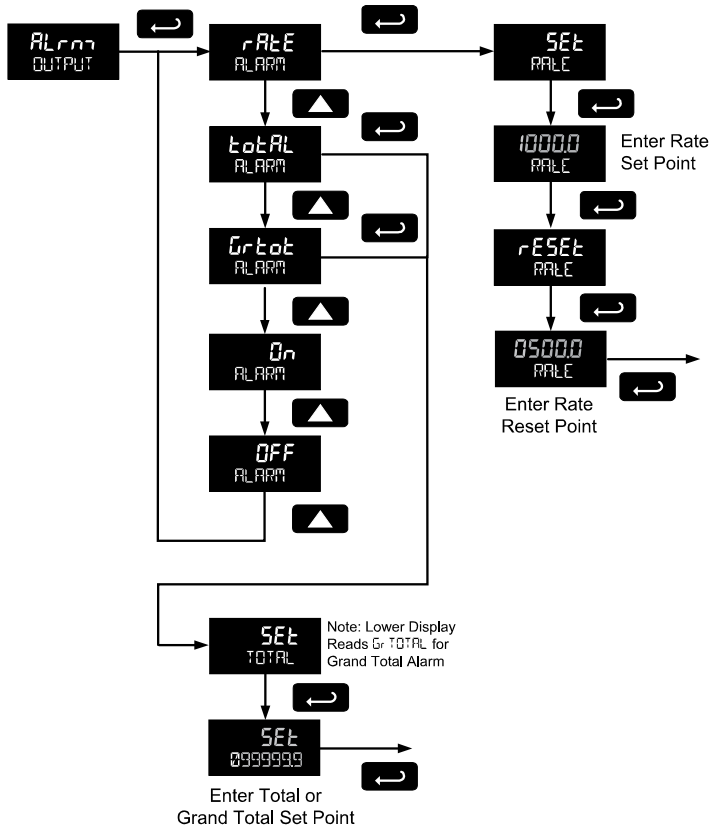 ALrm
OUTPUT
rAtE
ALARM
SEt
RAtE
totAL
ALARM
1000.0
RAtE
Enter Rate
Set Point
Grtot
ALARM
rESEt
RAtE
On
ALARM
0500.0
RAtE
Enter Rate
Reset Point
OFF
ALARM
SEt
TOTAL
Note: Lower Display
Reads Gr TOTAL for
Grand Total Alarm
SEt
099999.9
Enter Total or
Grand Total Set Point